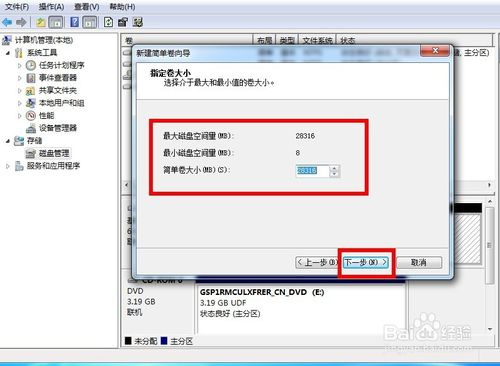 文件(F) 操作(A) 查看(V) 帮助(H)
计算机管理(本地)
系统工具
任务计划程序
事件查看器
共享文件夹
本地用户和组
性能
设备管理器
存储
磁盘管理
服务和应用程序
卷 布局 类型 文件系统 状态
主分区)
新建简单卷向导
指定卷大小
选择介于最大和最小值的卷大小。
最大磁盘空间量(MB): 28316
最小磁盘空间量(MB): 8
简单卷大小(MB)(S): 28316
<上一步(B) 下一步(N) > 取消
CD-ROM 0
DVD
3.19 GB
联机
GSP1RMCULXFRER_CN_DVD (E:)
3.19 GB UDF
状态良好 (主分区)
未分配 主分区
Baidu经验
jingyan.baidu.com